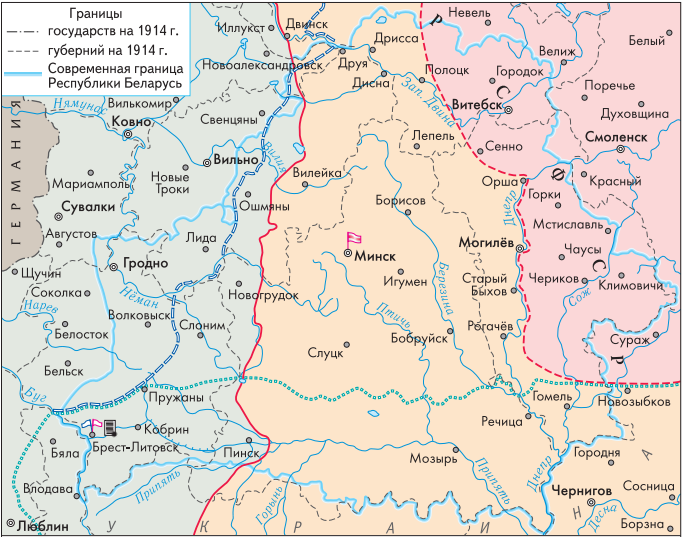 Границы
государств на 1914 г.
губерний на 1914 г.
Современная граница
Республики Беларусь
Иллукст
Двинск
Невель
Дрисса
Велиж
Белый
Новоалександровск
Друя
Дисна
Полоцк
Городок
Поречье
Нямунас
Вилькомир
Зап. Двина
Витебск
Духовщина
Ковно
Свенцяны
Лепель
Сенно
Смоленск
ГЕРМАНИЯ
Вильно
Вилия
Мариамполь
Новые
Троки
Вилейка
Орша
Красный
Сувалки
Ошмяны
Борисов
Днепр
Горки
Августов
Лида
Минск
Могилёв
Мстиславль
Чаусы
Щучин
Гродно
Игумен
Березина
Старый
Быхов
Чериков
Климовичи
Соколка
Неман
Новогрудок
Сож
Нарев
Волковыск
Слоним
Птичь
Бобруйск
Рогачёв
Сураж
Белосток
Слуцк
Бельск
РСФСР
Буг
Пружаны
Гомель
Новозыбков
Кобрин
Речица
Бяла
Брест-Литовск
Пинск
Мозырь
Городня
Влодава
Припять
Горынь
Припять
Днепр
Чернигов
Сосница
Люблин
УКРАИНА
Десна
Борзна